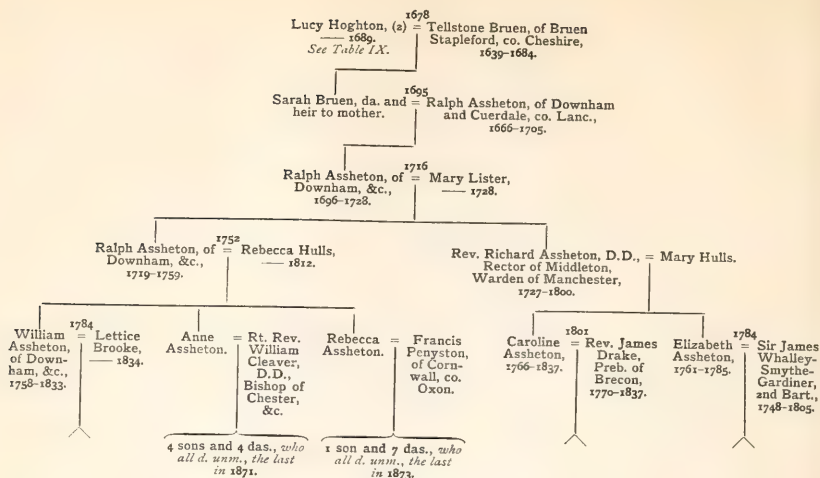 1678
Lucy Hoghton, (2) = Tellstone Bruen, of Bruen
—— 1689. Stapleford, co. Cheshire,
See Table IX. 1639-1684.
1695
Sarah Bruen, da. and = Ralph Assheton, of Downham
heir to mother. and Cuerdale, co. Lanc.,
1666-1705.
1716
Ralph Assheton, of = Mary Lister,
Downham, &c., —— 1728.
1696-1728.
1752
Ralph Assheton, of = Rebecca Hulls,
Downham, &c., —— 1812.
1719-1759.
Rev. Richard Assheton, D.D., = Mary Hulls.
Rector of Middleton,
Warden of Manchester,
1727-1800.
1784
William = Lettice
Assheton, Brooke,
of Down- —— 1834.
ham, &c.,
1758-1833.
Anne = Rt. Rev.
Assheton. William
Cleaver,
D.D.,
Bishop of
Chester,
&c.
4 sons and 4 das., who
all d. unm., the last
in 1871.
Rebecca = Francis
Assheton. Penyston,
of Corn-
wall, co.
Oxon.
1 son and 7 das., who
all d. unm., the last
in 1873.
1801
Caroline = Rev. James
Assheton, Drake,
1766-1837. Preb. of
Brecon,
1770-1837.
1784
Elizabeth = Sir James
Assheton, Whalley-
1761-1785. Smythe-
Gardiner,
2nd Bart.,
1748-1805.